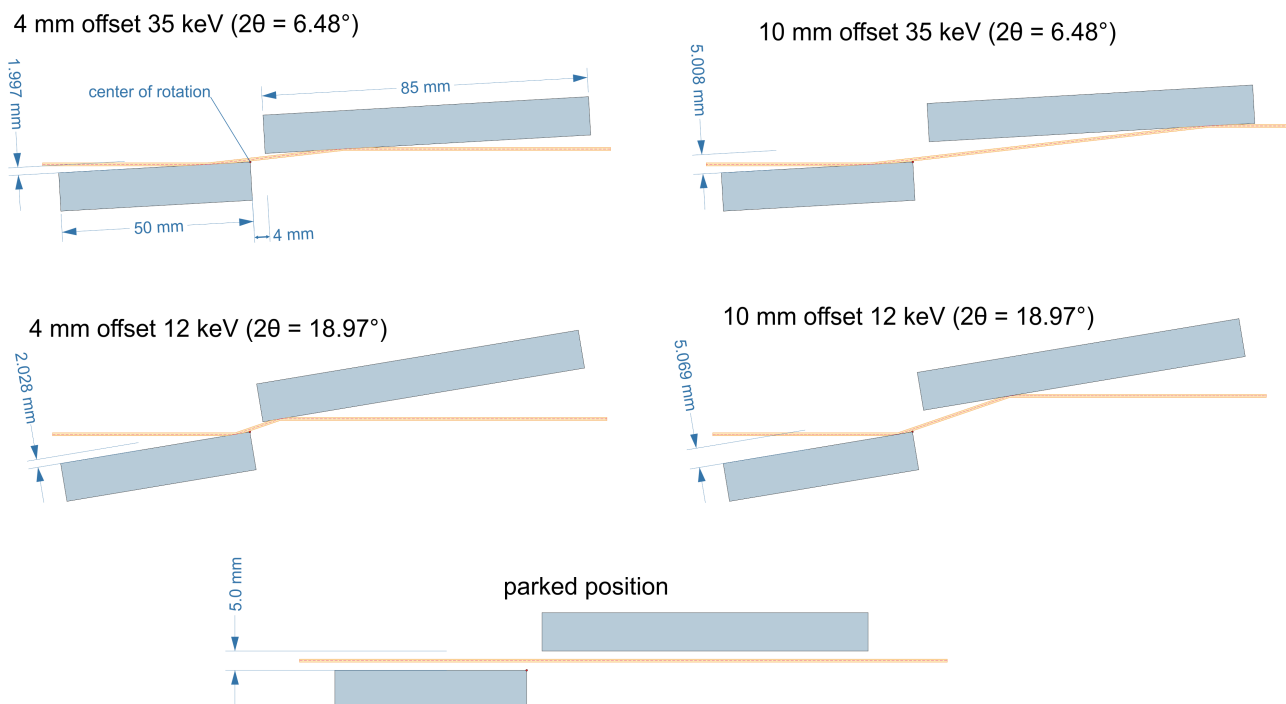 4 mm offset 35 keV (2θ = 6.48°)
1.997 mm
center of rotation
85 mm
50 mm
4 mm
10 mm offset 35 keV (2θ = 6.48°)
5.008 mm
4 mm offset 12 keV (2θ = 18.97°)
2.028 mm
10 mm offset 12 keV (2θ = 18.97°)
5.069 mm
parked position
5.0 mm